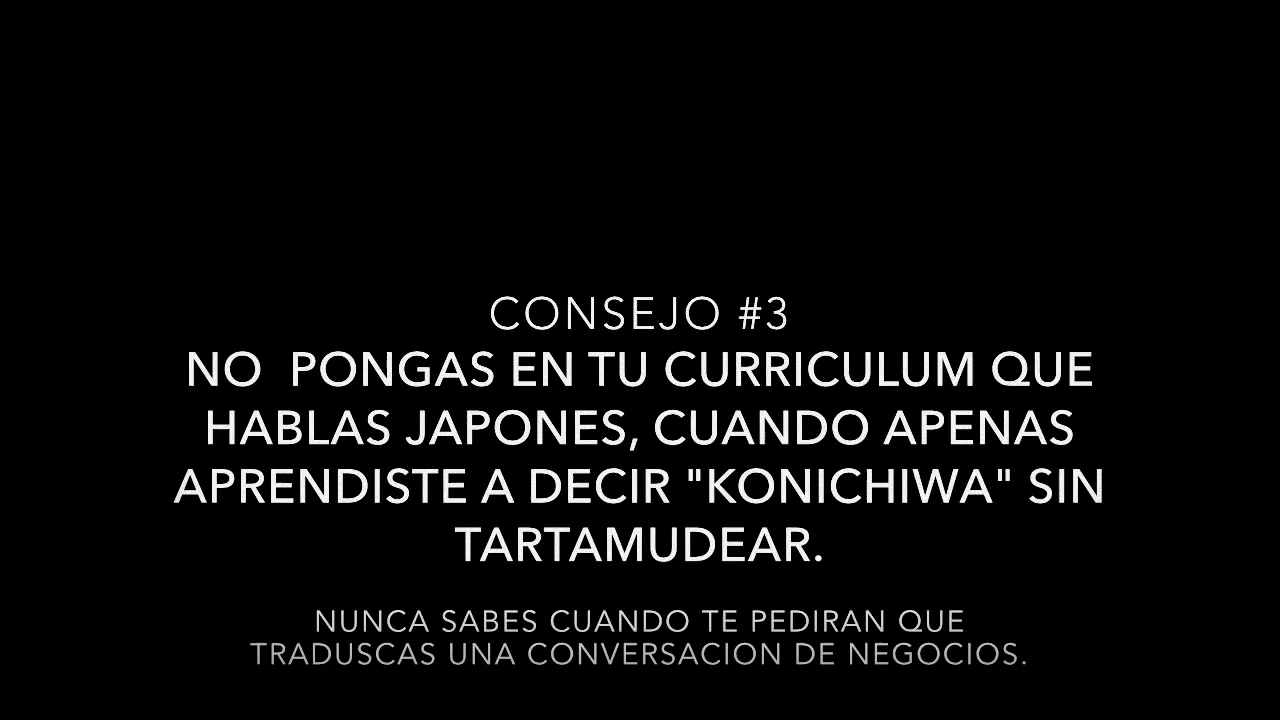 CONSEJO #3
NO PONGAS EN TU CURRICULUM QUE
HABLAS JAPONES, CUANDO APENAS
APRENDISTE A DECIR "KONICHIWA" SIN
TARTAMUDEAR.
NUNCA SABES CUANDO TE PEDIRAN QUE
TRADUSCAS UNA CONVERSACION DE NEGOCIOS.